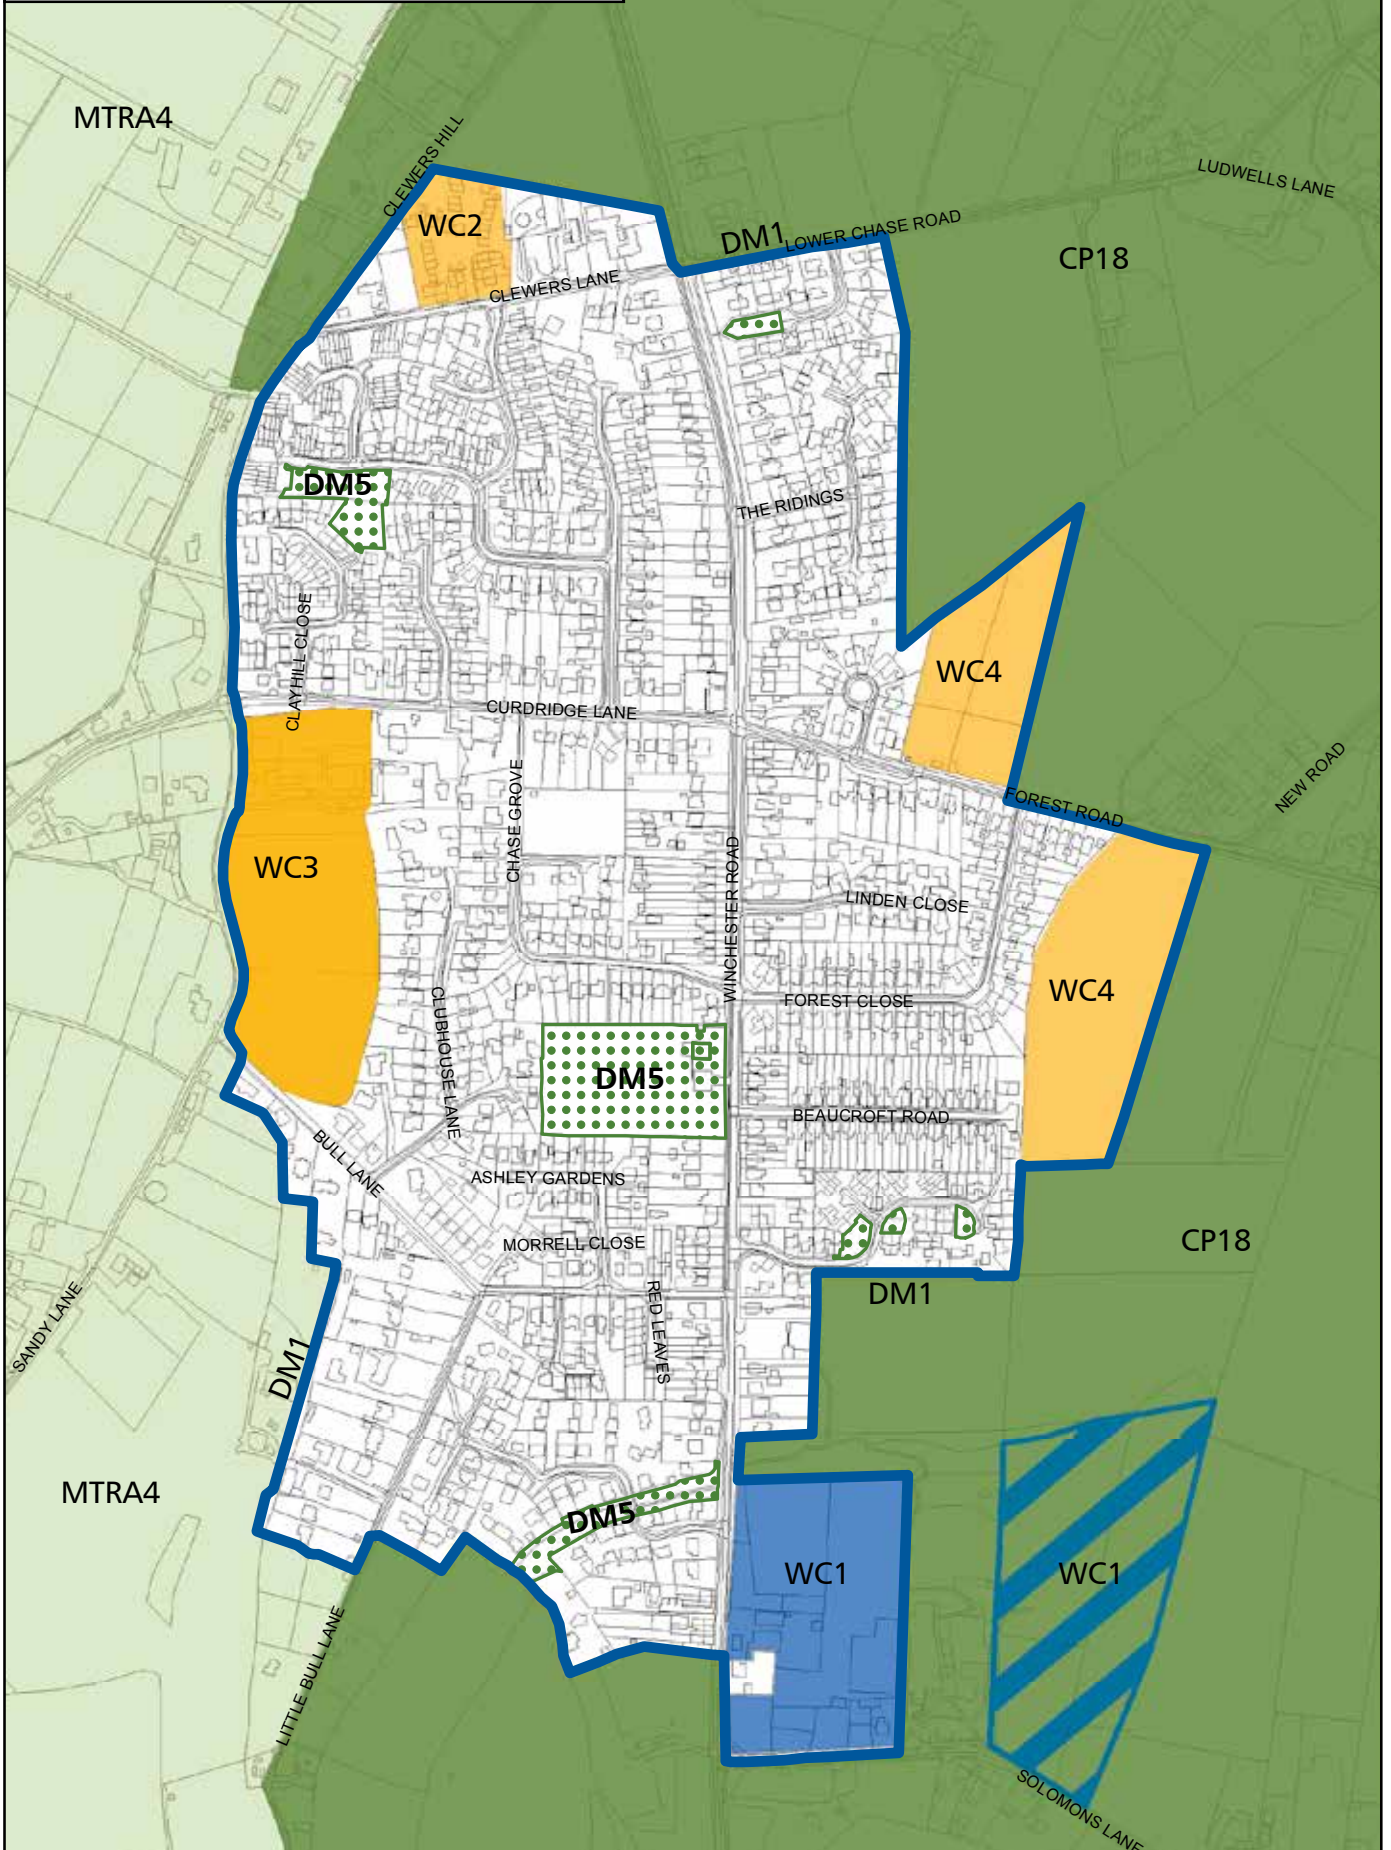 MTRA4
CLEWERS HILL
LUDWELLS LANE
WC2
DM1
LOWER CHASE ROAD
CP18
CLEWERS LANE
DM5
THE RIDINGS
CLAYHILL CLOSE
WC4
CURDRIDGE LANE
NEW ROAD
FOREST ROAD
CHASE GROVE
WC3
WINCHESTER ROAD
LINDEN CLOSE
WC4
FOREST CLOSE
CLUBHOUSE LANE
DM5
BEAUCROFT ROAD
BULL LANE
ASHLEY GARDENS
MORRELL CLOSE
CP18
SANDY LANE
RED LEAVES
DM1
DM1
MTRA4
DM5
WC1
WC1
LITTLE BULL LANE
SOLOMONS LANE